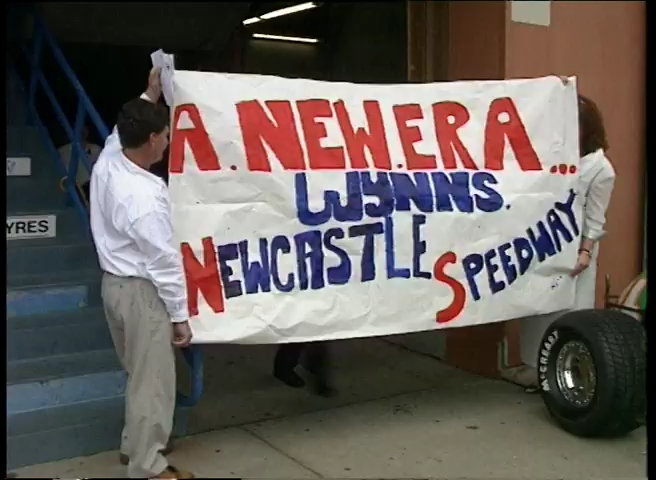 A. NEW.ERA...
WYNNS.
NEWCASTLE SPEEDWAY
YRES
MCCREARY